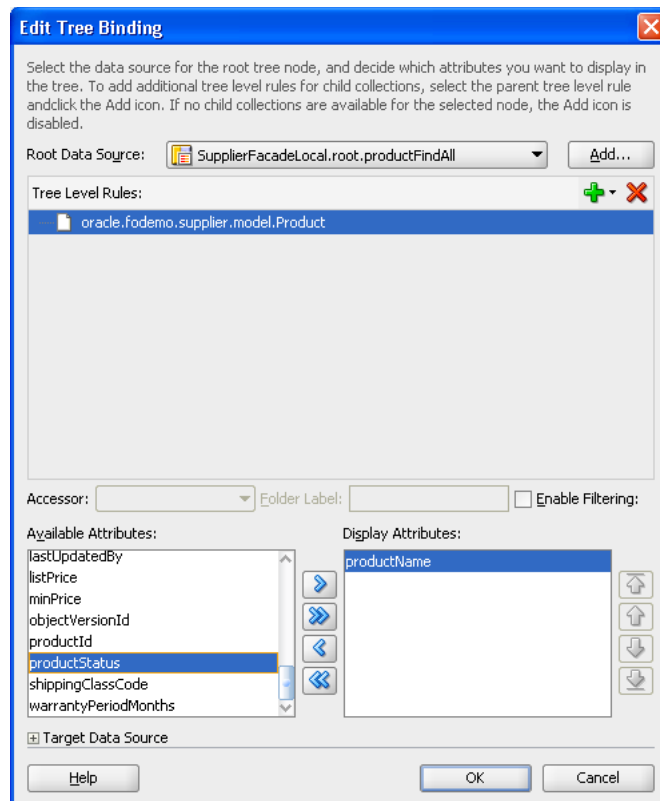 Edit Tree Binding
Select the data source for the root tree node, and decide which attributes you want to display in
the tree. To add additional tree level rules for child collections, select the parent tree level rule
andclick the Add icon. If no child collections are available for the selected node, the Add icon is
disabled.
Root Data Source: SupplierFacadeLocal.root.productFindAll Add...
Tree Level Rules:
oracle.fodemo.supplier.model.Product
Accessor: Folder Label: Enable Filtering:
Available Attributes: Display Attributes:
lastUpdatedBy productName
listPrice
minPrice
objectVersionId
productId
productStatus
shippingClassCode
warrantyPeriodMonths
Target Data Source
Help OK Cancel